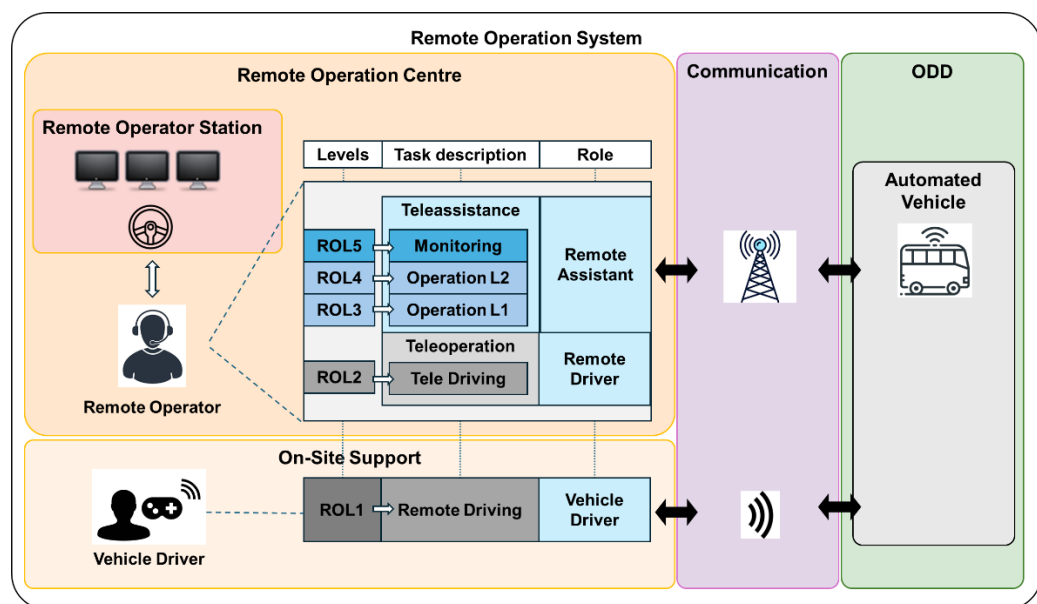 Remote Operation System
Remote Operation Centre
Communication
ODD
Remote Operator Station
Levels
Task description
Role
Automated
Vehicle
Teleassistance
ROL5
Monitoring
Remote
Assistant
ROL4
Operation L2
ROL3
Operation L1
Teleoperation
Remote
Driver
ROL2
Tele Driving
Remote Operator
On-Site Support
ROL1
Remote Driving
Vehicle
Driver
Vehicle Driver